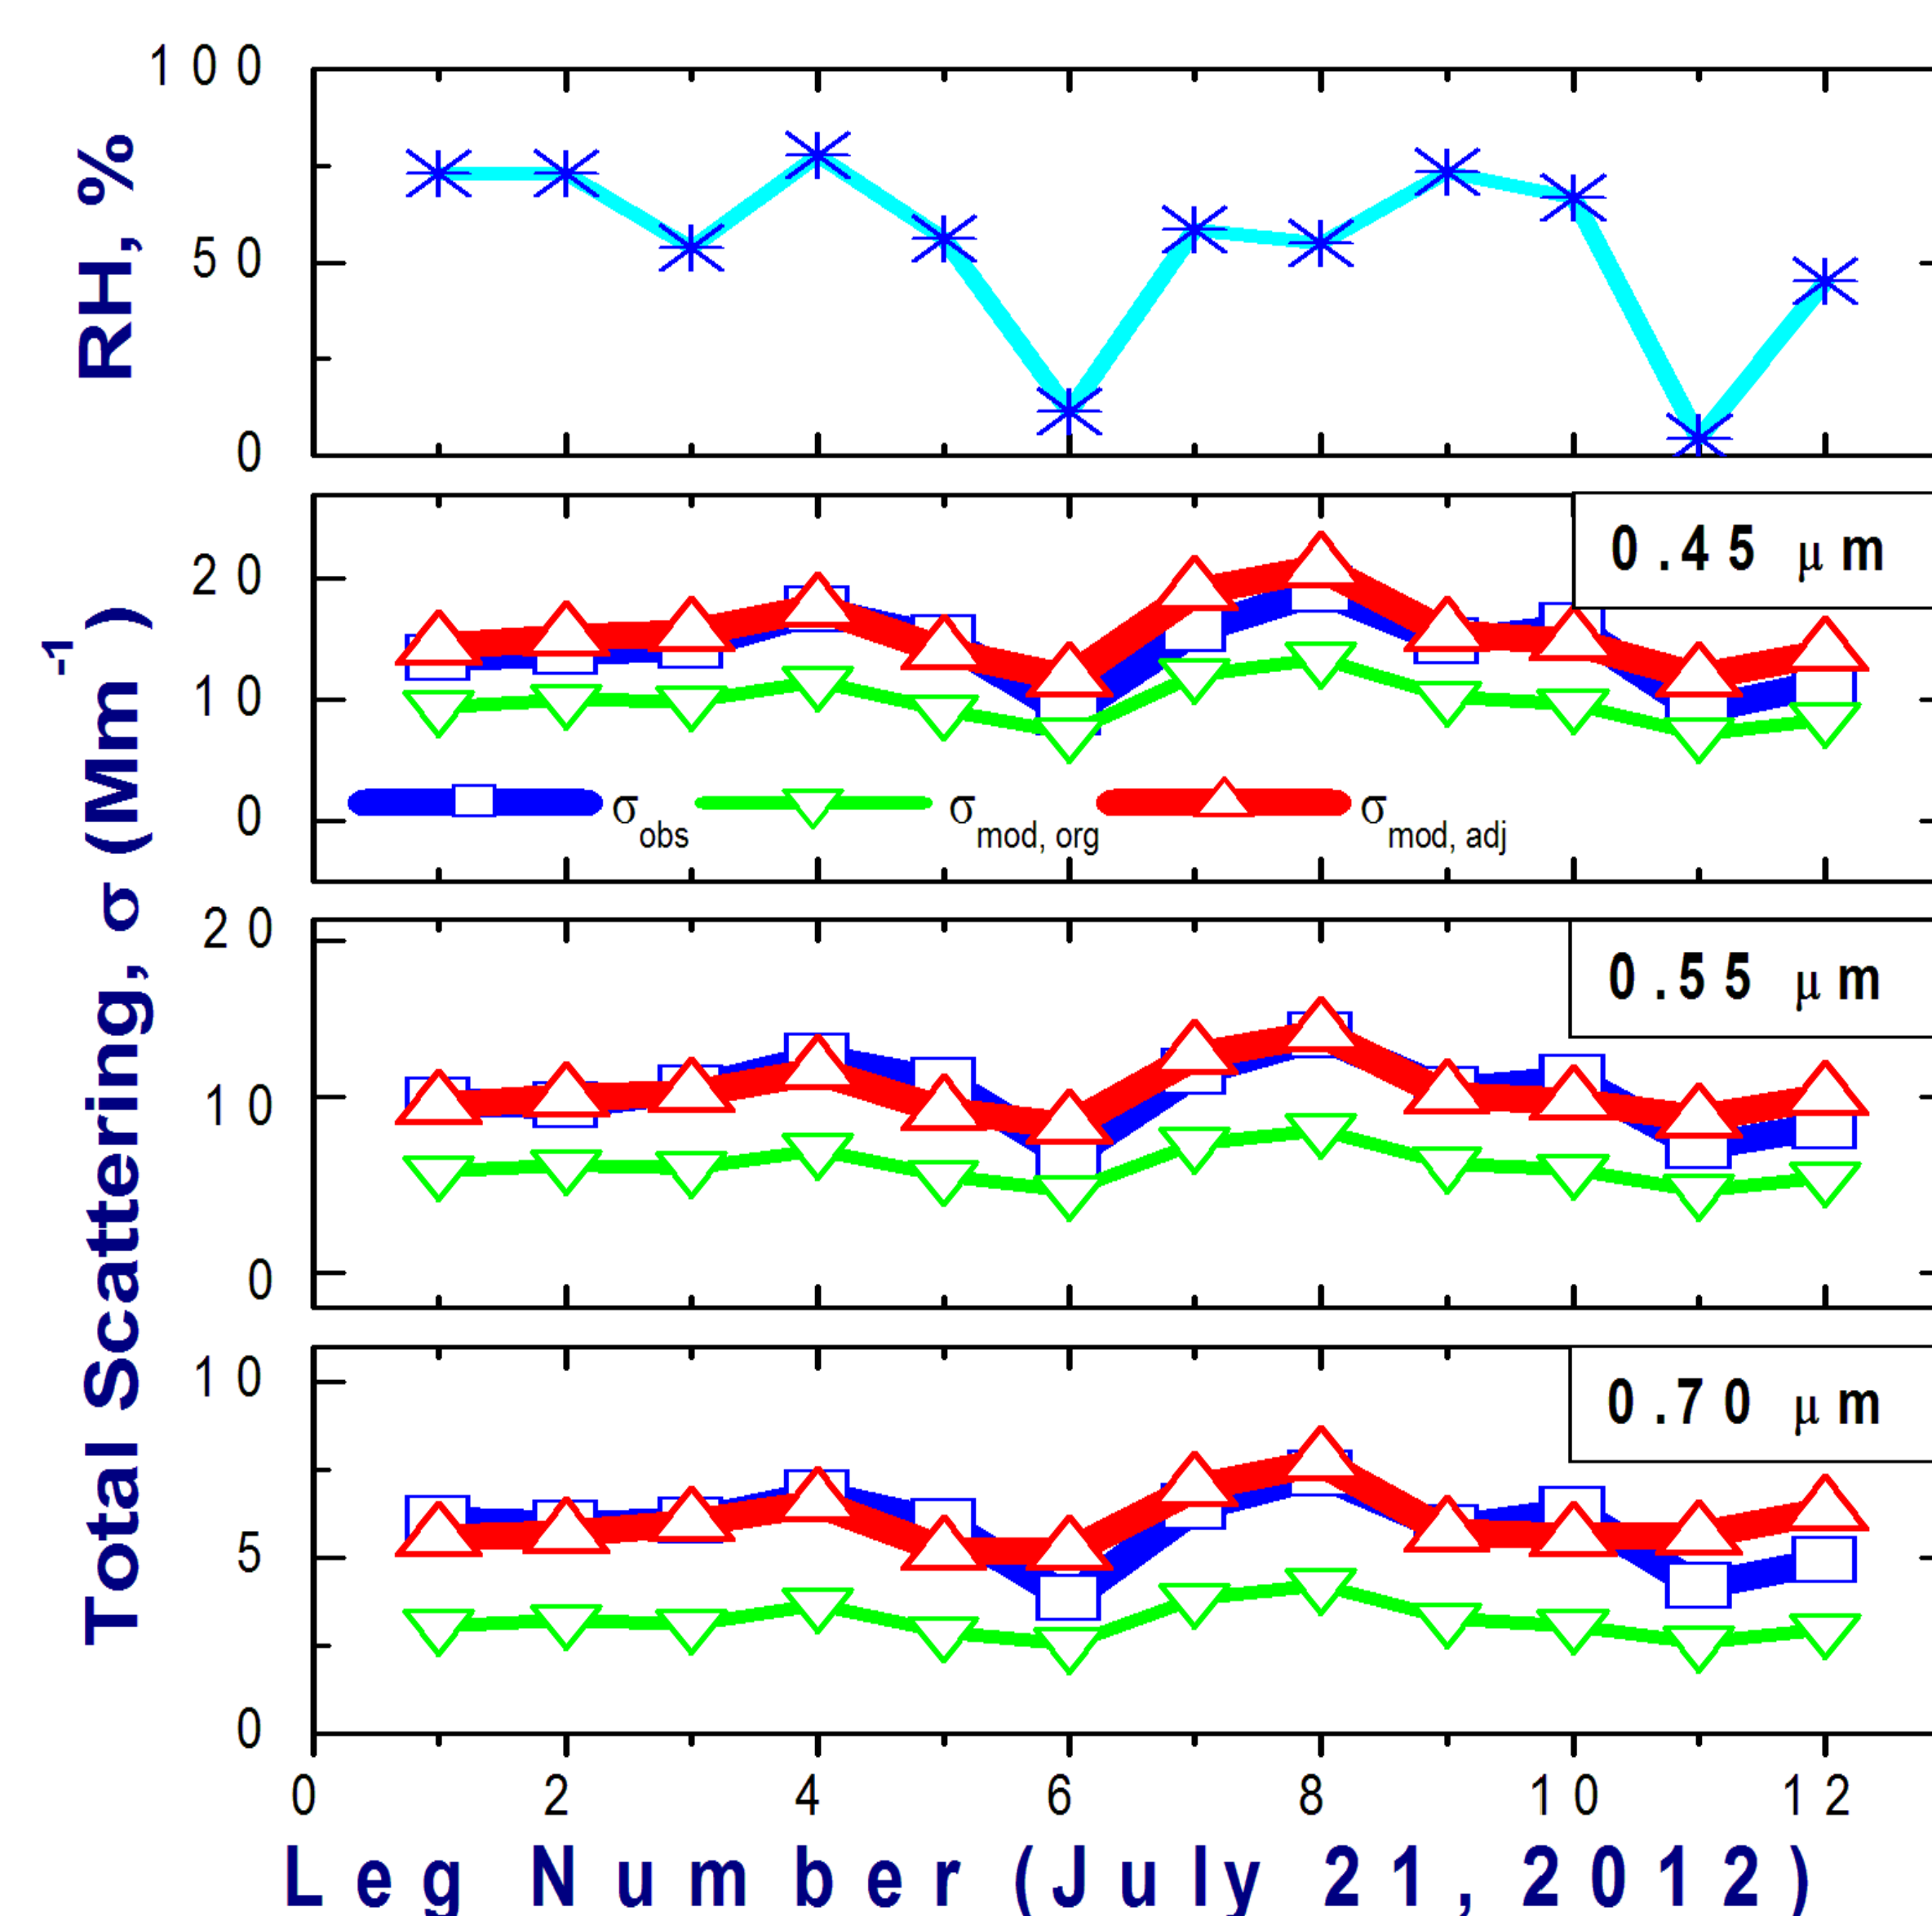 RH, %
100
50
0
Total Scattering, σ (Mm-1)
0.45 μm
20
10
0
σobs
σmod, org
σmod, adj
0.55 μm
20
10
0
0.70 μm
10
5
0
0 2 4 6 8 10 12
Leg Number (July 21, 2012)